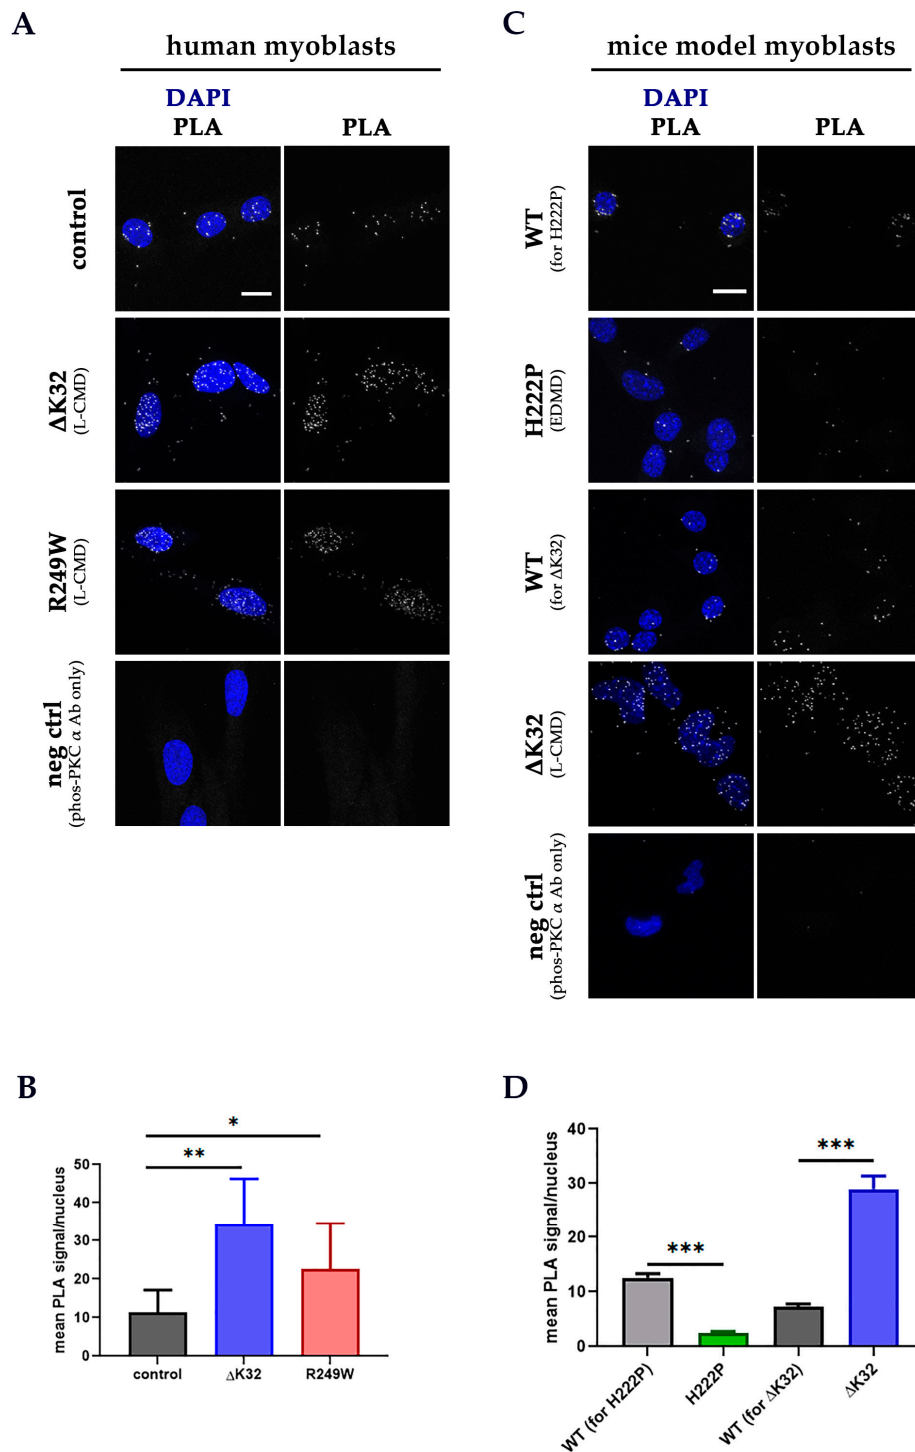 A
human myoblasts
DAPI
PLA
PLA
control
ΔK32
(L-CMD)
R249W
(L-CMD)
neg ctrl
(phos-PKC α Ab only)
C
mice model myoblasts
DAPI
PLA
PLA
WT
(for H222P)
H222P
(EDMD)
WT
(for ΔK32)
ΔK32
(L-CMD)
neg ctrl
(phos-PKC α Ab only)
B
mean PLA signal/nucleus
50
40
30
20
10
0
*
**
control
ΔK32
R249W
D
mean PLA signal/nucleus
40
30
20
10
0
***
***
WT (for H222P)
H222P
WT (for ΔK32)
ΔK32